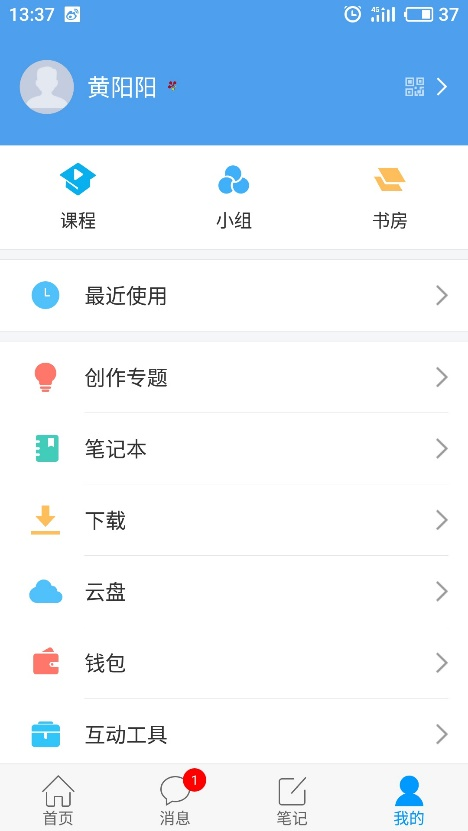 13:37 4G 37
黄阳阳
课程 小组 书房
最近使用
创作专题
笔记本
下载
云盘
钱包
互动工具
1
首页 消息 笔记 我的